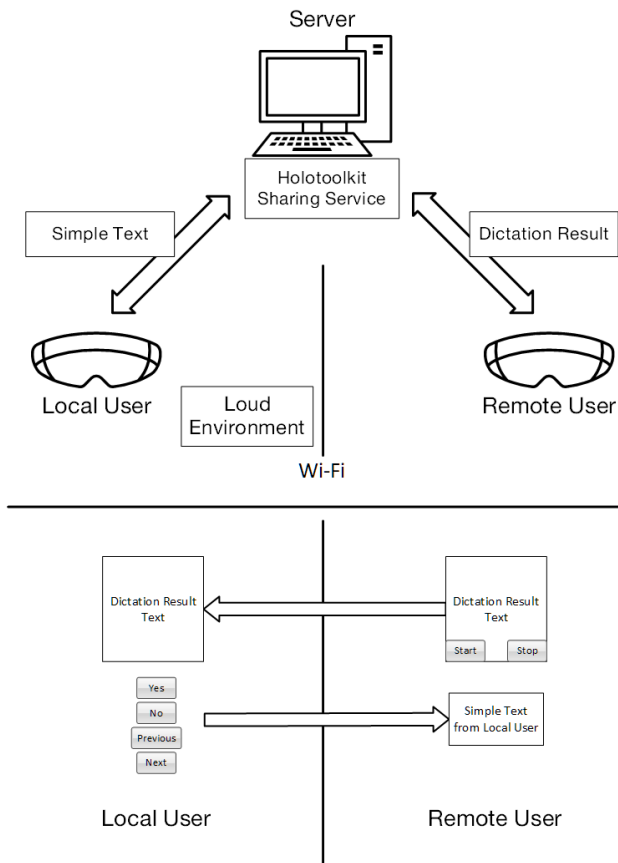 Server
Holotoolkit
Sharing Service
Simple Text
Dictation Result
Local User
Remote User
Loud
Environment
Wi-Fi
Dictation Result
Text
Dictation Result
Text
Start
Stop
Yes
No
Previous
Next
Simple Text
from Local User
Local User
Remote User